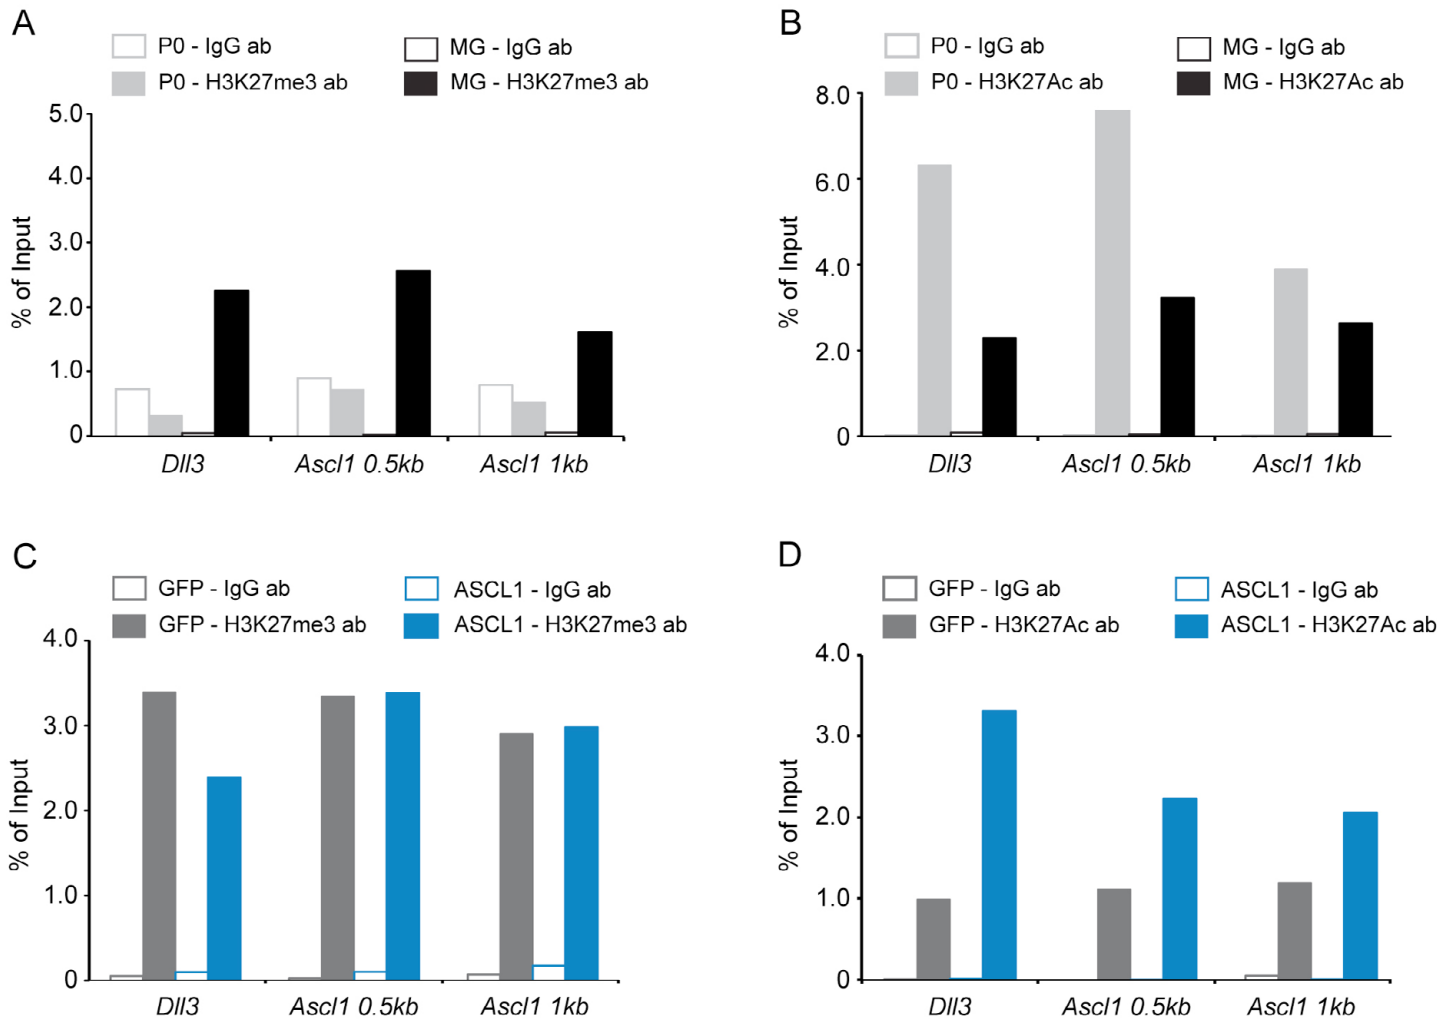 A
P0 - IgG ab
MG - IgG ab
P0 - H3K27me3 ab
MG - H3K27me3 ab
5.0
4.0
3.0
2.0
1.0
0
% of Input
Dll3
Ascl1 0.5kb
Ascl1 1kb
B
P0 - IgG ab
MG - IgG ab
P0 - H3K27Ac ab
MG - H3K27Ac ab
8.0
6.0
4.0
2.0
0
% of Input
Dll3
Ascl1 0.5kb
Ascl1 1kb
C
GFP - IgG ab
ASCL1 - IgG ab
GFP - H3K27me3 ab
ASCL1 - H3K27me3 ab
4.0
3.0
2.0
1.0
0
% of Input
Dll3
Ascl1 0.5kb
Ascl1 1kb
D
GFP - IgG ab
ASCL1 - IgG ab
GFP - H3K27Ac ab
ASCL1 - H3K27Ac ab
4.0
3.0
2.0
1.0
0
% of Input
Dll3
Ascl1 0.5kb
Ascl1 1kb